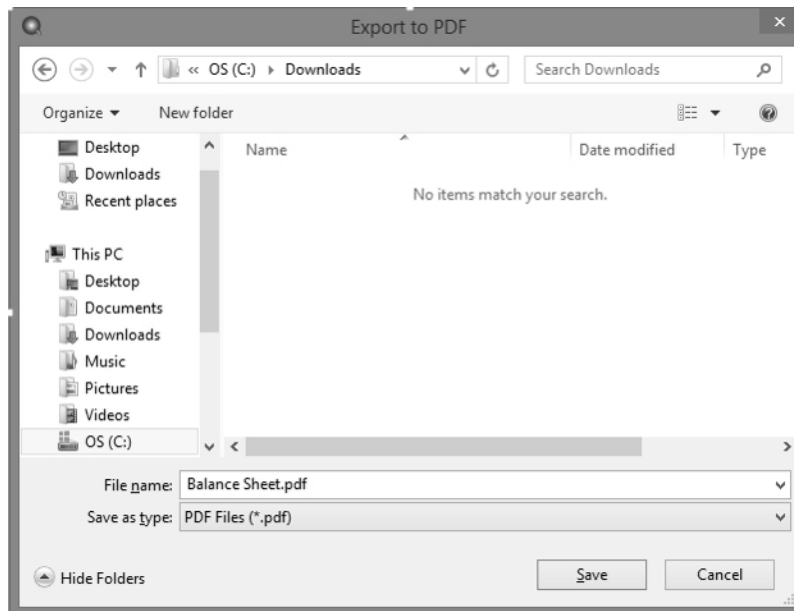 Export to PDF
« OS (C:) Downloads
Search Downloads
Organize
New folder
Desktop
Downloads
Recent places
This PC
Desktop
Documents
Downloads
Music
Pictures
Videos
OS (C:)
Name
Date modified
Type
No items match your search.
File name: Balance Sheet.pdf
Save as type: PDF Files (*.pdf)
Hide Folders
Save
Cancel